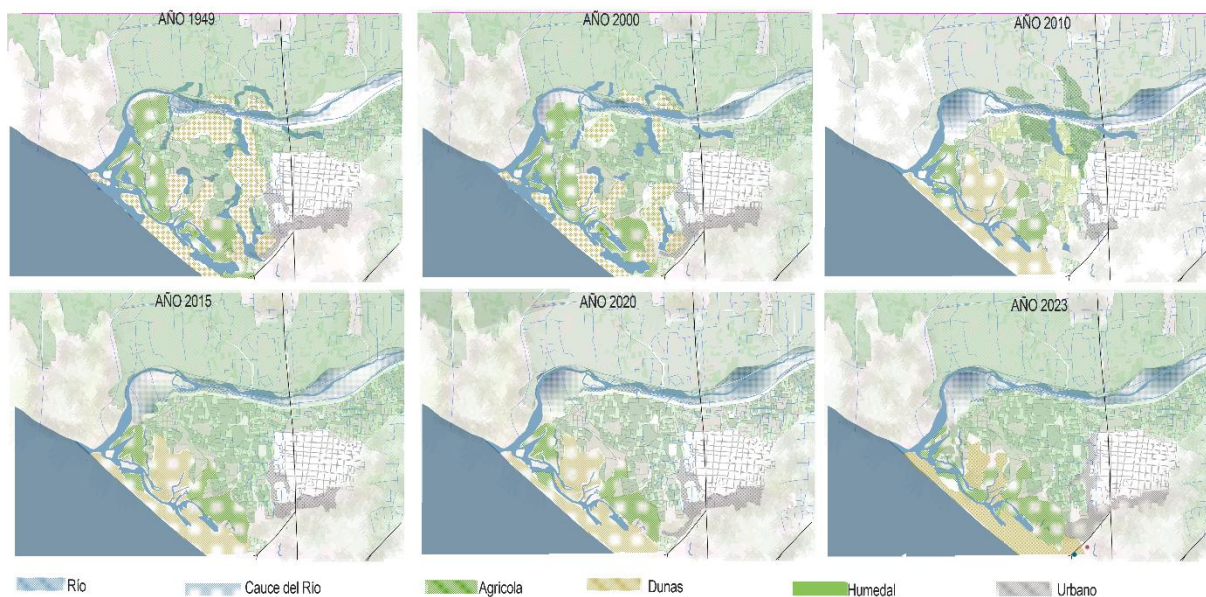 AÑO 1949
AÑO 2000
AÑO 2010
AÑO 2015
AÑO 2020
AÑO 2023
Río
Cauce del Río
Agricola
Dunas
Humedal
Urbano